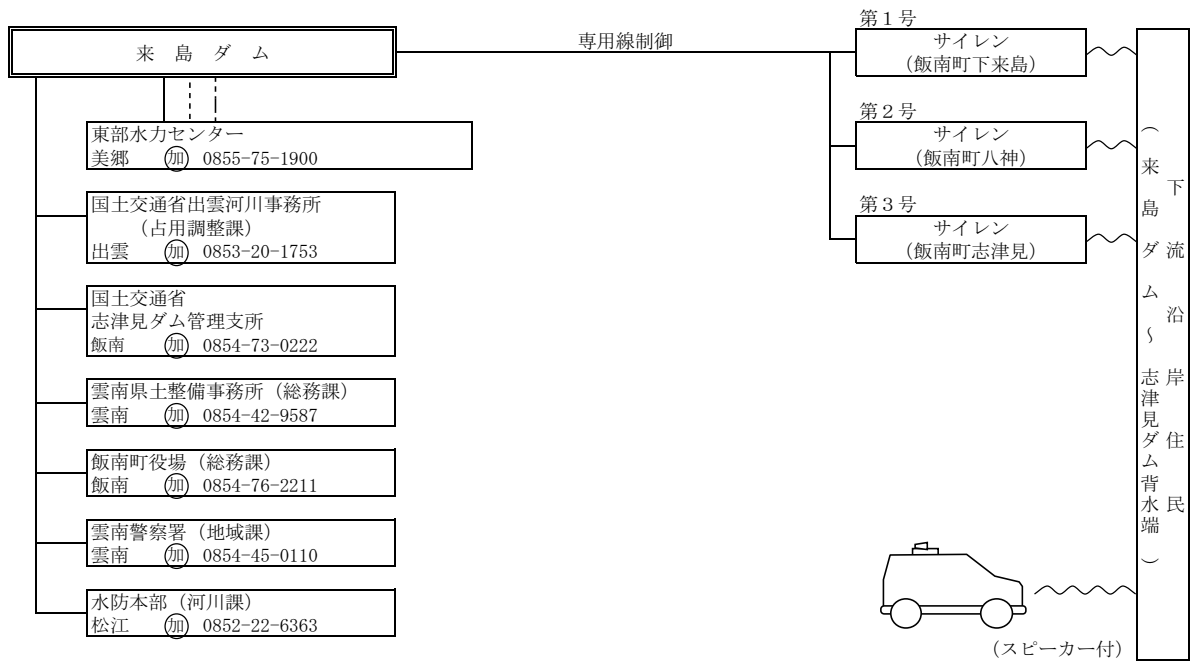 来島ダム
専用線制御
東部水力センター
美郷 ㊎ 0855-75-1900
国土交通省出雲河川事務所
（占用調整課）
出雲 加 0853-20-1753
国土交通省
志津見ダム管理支所
飯南 加 0854-73-0222
雲南県土整備事務所（総務課）
雲南 加 0854-42-9587
飯南町役場（総務課）
飯南 加 0854-76-2211
雲南警察署（地域課）
雲南 加 0854-45-0110
水防本部（河川課）
松江 加 0852-22-6363
第１号
サイレン
（飯南町下来島）
第２号
サイレン
（飯南町八神）
第３号
サイレン
（飯南町志津見）
下流沿岸住民
（来島ダム～志津見ダム背水端）
（スピーカー付）